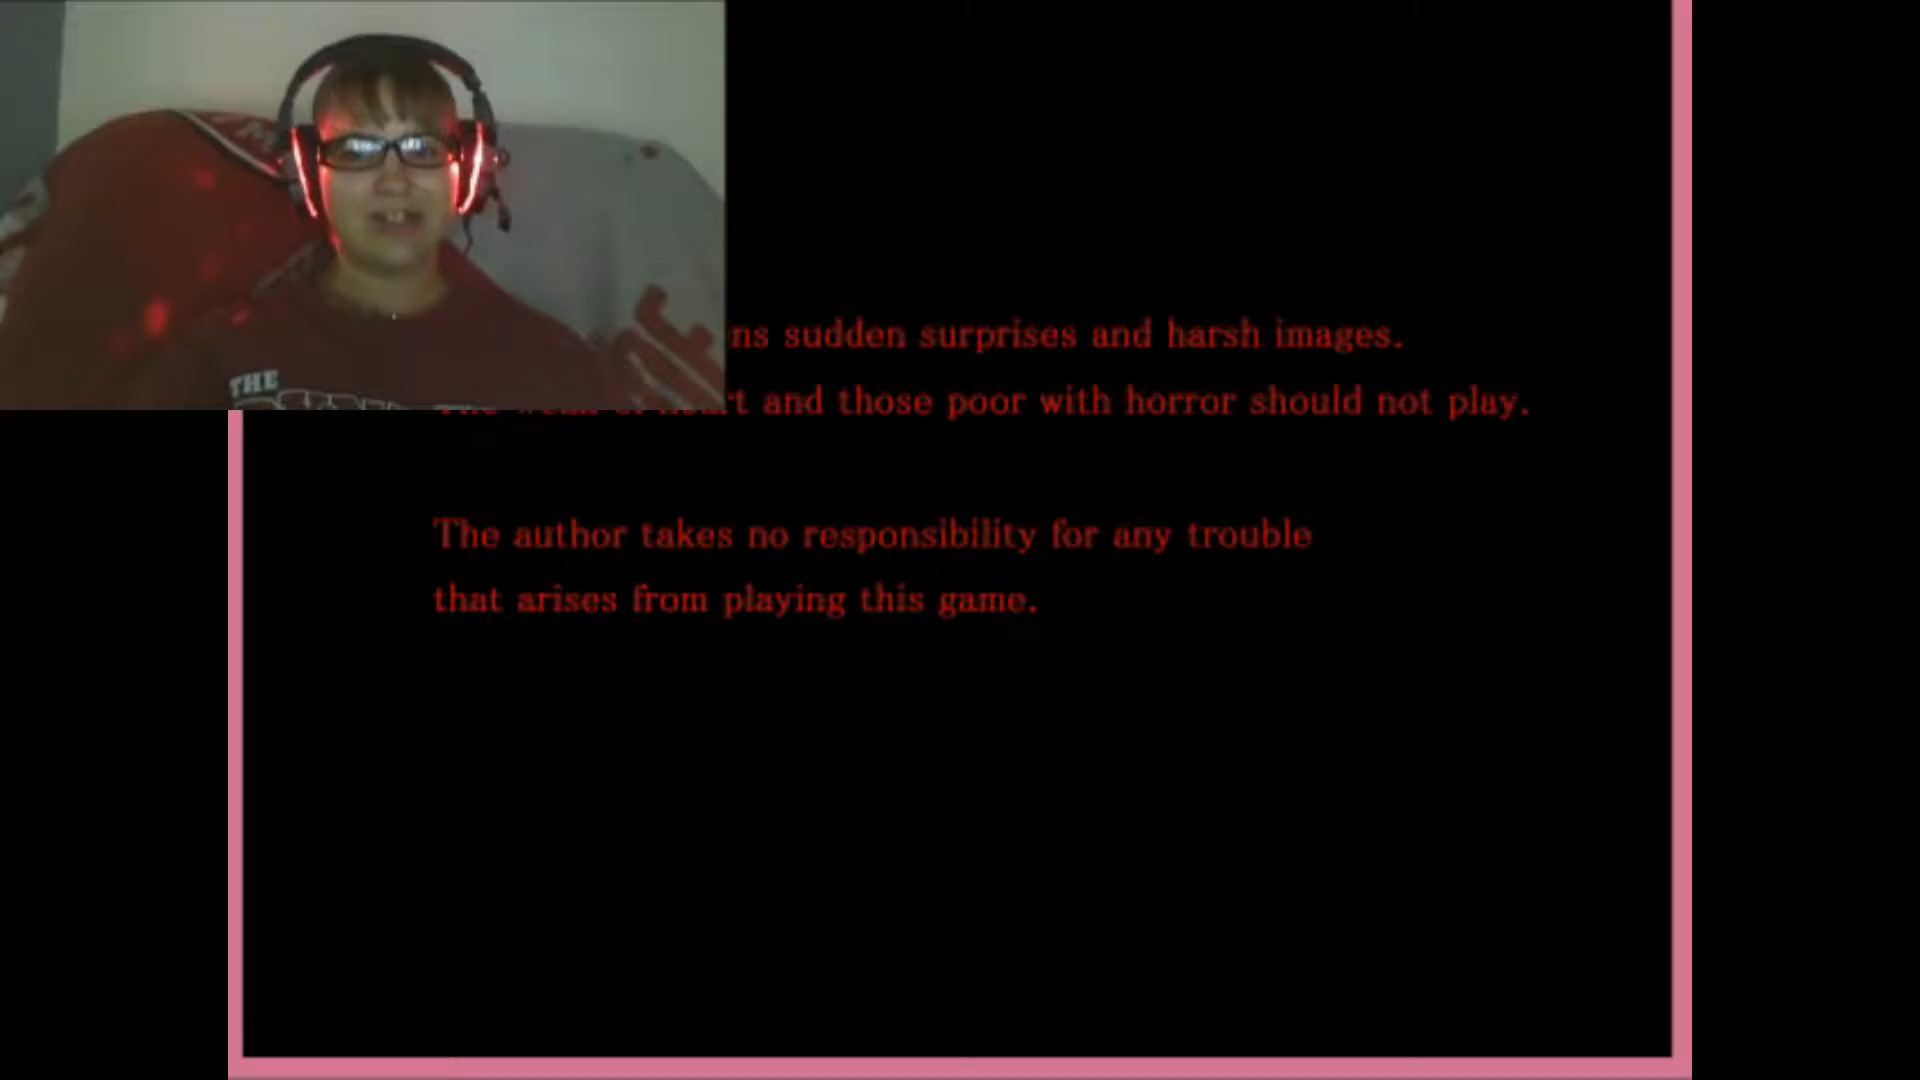 THE
ns sudden surprises and harsh images.
and those poor with horror should not play.
The author takes no responsibility for any trouble
that arises from playing this game.